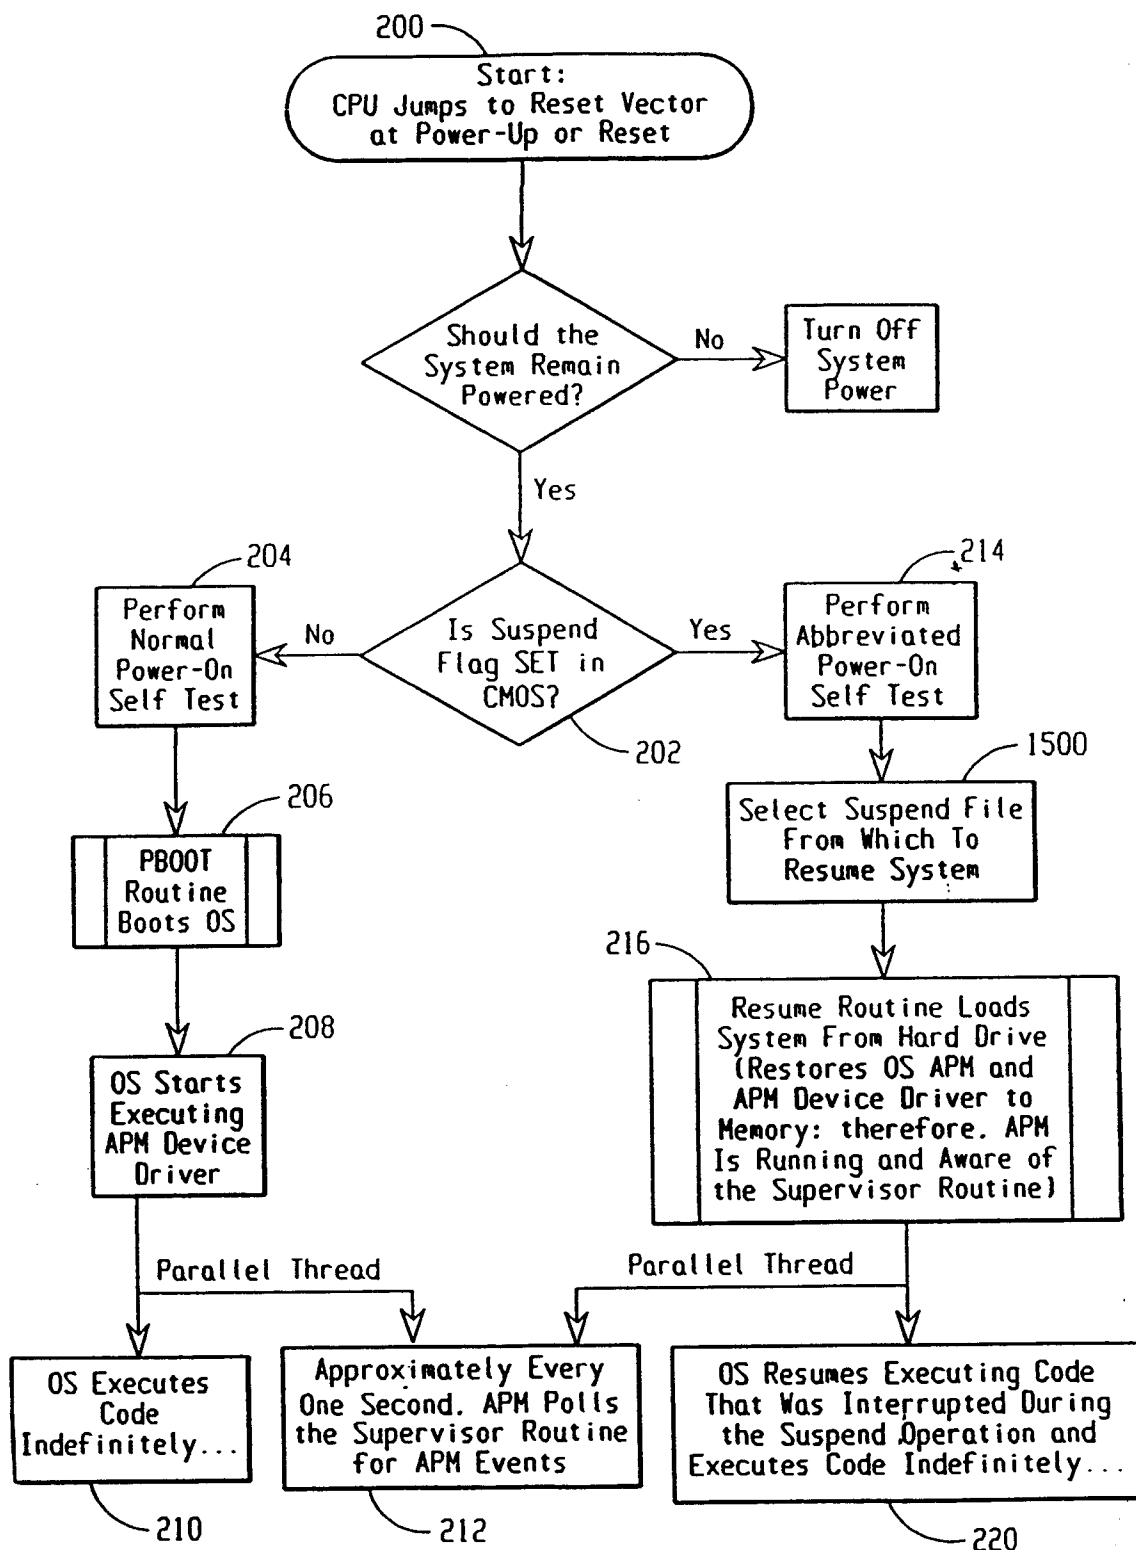 200
Start:
CPU Jumps to Reset Vector
at Power-Up or Reset
Should the
System Remain
Powered?
No
Turn Off
System
Power
Yes
204
Perform
Normal
Power-On
Self Test
No
Is Suspend
Flag SET in
CMOS?
202
Yes
214
Perform
Abbreviated
Power-On
Self Test
206
PBOOT
Routine
Boots OS
1500
Select Suspend File
From Which To
Resume System
208
OS Starts
Executing
APM Device
Driver
216
Resume Routine Loads
System From Hard Drive
(Restores OS APM and
APM Device Driver to
Memory: therefore. APM
Is Running and Aware of
the Supervisor Routine)
Parallel Thread
Parallel Thread
OS Executes
Code
Indefinitely...
210
Approximately Every
One Second. APM Polls
the Supervisor Routine
for APM Events
212
OS Resumes Executing Code
That Was Interrupted During
the Suspend Operation and
Executes Code Indefinitely...
220